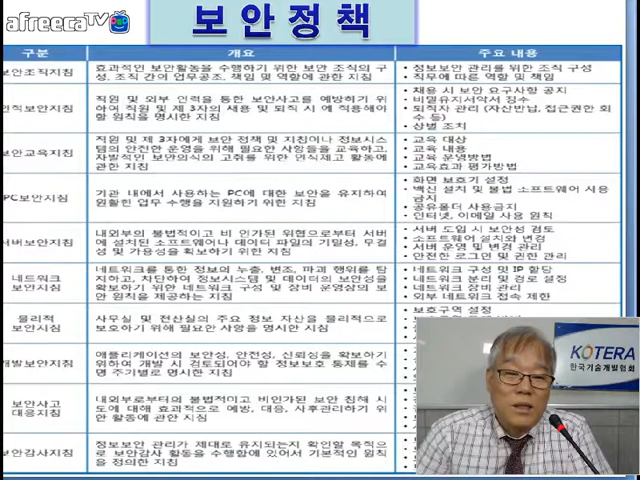 afreecaTV
보안정책
구분 개요 주요 내용
보안조직지침
효과적인 보안활동을 수행하기 위한 보안 조직의 구
성, 조직 간의 업무공조, 책임 및 역할에 관한 지침
• 정보보안 관리를 위한 조직 구성
• 직무에 따른 역할 및 책임
인적보안지침
직원 및 외부 인력을 통한 보안사고를 예방하기 위
하여 직원 및 제 3자의 채용 및 퇴직 시에 적용해야
할 원칙을 명시한 지침
• 채용 시 보안 요구사항 공지
• 비밀유지서약서 징수
• 퇴직자 관리 (자산반납, 접근권한 회
수 등)
• 상벌 조치
보안교육지침
직원 및 제 3자에게 보안 정책 및 지침이나 정보시스
템의 안전한 운영을 위해 필요한 사항들을 교육하고,
자발적인 보안의식의 고취를 위한 인식제고 활동에
관한 지침
• 교육 대상
• 교육 내용
• 교육 운영방법
• 교육효과 평가방법
PC보안지침
기관 내에서 사용하는 PC에 대한 보안을 유지하여
원활한 업무 수행을 지원하기 위한 지침
• 화면 보호기 설정
• 백신 설치 및 불법 소프트웨어 사용
금지
• 공유폴더 사용금지
• 인터넷, 이메일 사용 원칙
서버보안지침
내외부의 불법적이고 비 인가된 위협으로부터 서버
에 설치된 소프트웨어나 데이터 파일의 기밀성, 무결
성 및 가용성을 확보하기 위한 지침
• 서버 도입 시 보안성 검토
• 소프트웨어 설치와 변경
• 서버 운영 및 변경 관리
• 안전한 로그인 및 권한 관리
네트워크
보안지침
네트워크를 통한 정보의 누출, 변조, 파괴 행위를 탐
지하고, 차단하여 정보시스템 및 데이터의 보안성을
확보하기 위한 네트워크 구성 및 장비 운영상의 보
안 원칙을 제공하는 지침
• 네트워크 구성 및 IP 할당
• 네트워크 분리 및 경로 설정
• 네트워크 장비 관리
• 외부 네트워크 접속 제한
물리적
보안지침
사무실 및 전산실의 주요 정보 자산을 물리적으로
보호하기 위해 필요한 사항을 명시한 지침
• 보호구역 설정
개발보안지침
애플리케이션의 보안성, 안전성, 신뢰성을 확보하기
위하여 개발 시 검토되어야 할 정보보호 통제를 수
명 주기별로 명시한 지침
보안사고
대응지침
내외부로부터의 불법적이고 비인가된 보안 침해 시
도에 대해 효과적으로 예방, 대응, 사후관리하기 위
한 활동에 관한 지침
보안감사지침
정보보안 관리가 제대로 유지되는지 확인할 목적으
로 보안감사 활동을 수행함에 있어서 기본적인 원칙
을 정의한 지침
KOTERA
한국기술개발협회